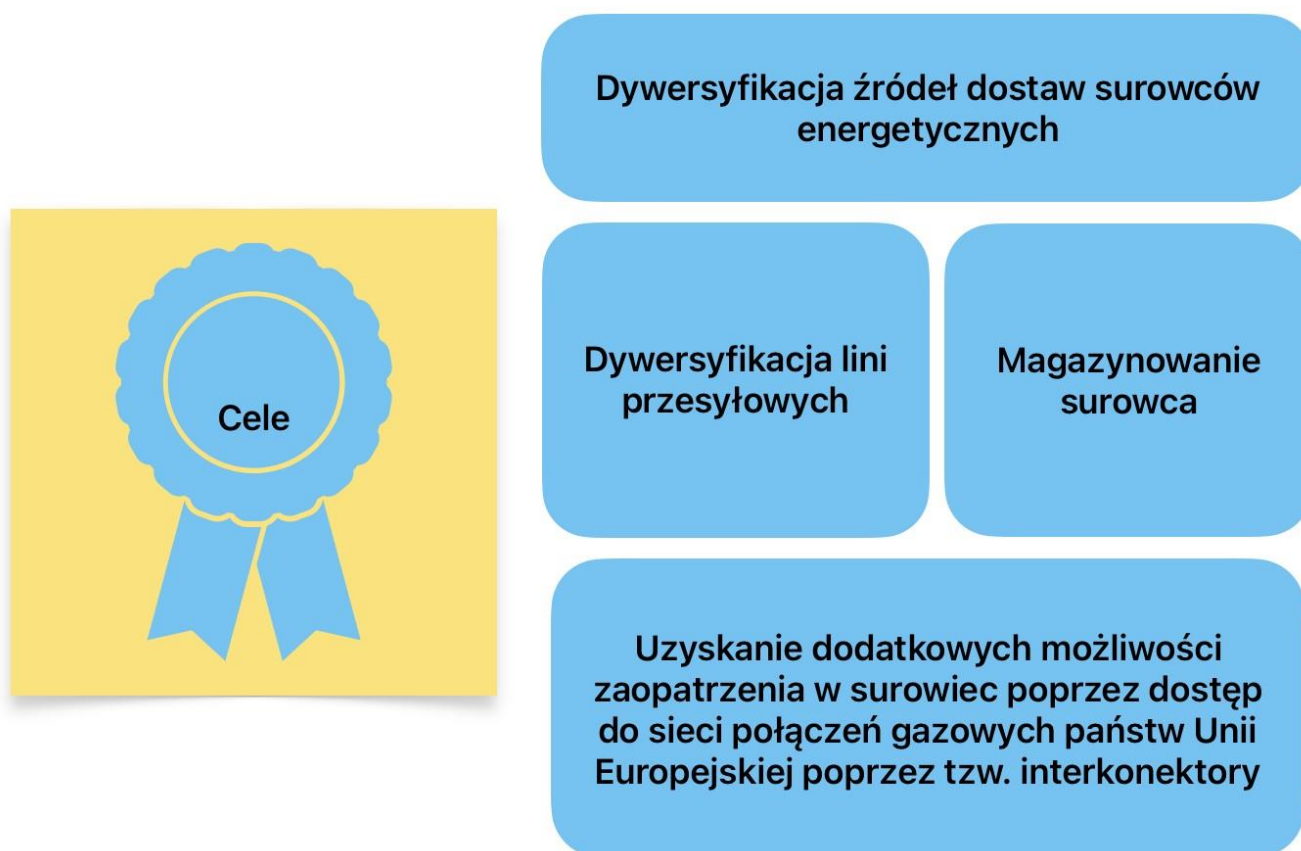 Dywersyfikacja źródeł dostaw surowców
energetycznych
Cele
Dywersyfikacja lini
przesyłowych
Magazynowanie
surowca
Uzyskanie dodatkowych możliwości
zaopatrzenia w surowiec poprzez dostęp
do sieci połączeń gazowych państw Unii
Europejskiej poprzez tzw. interkonektory